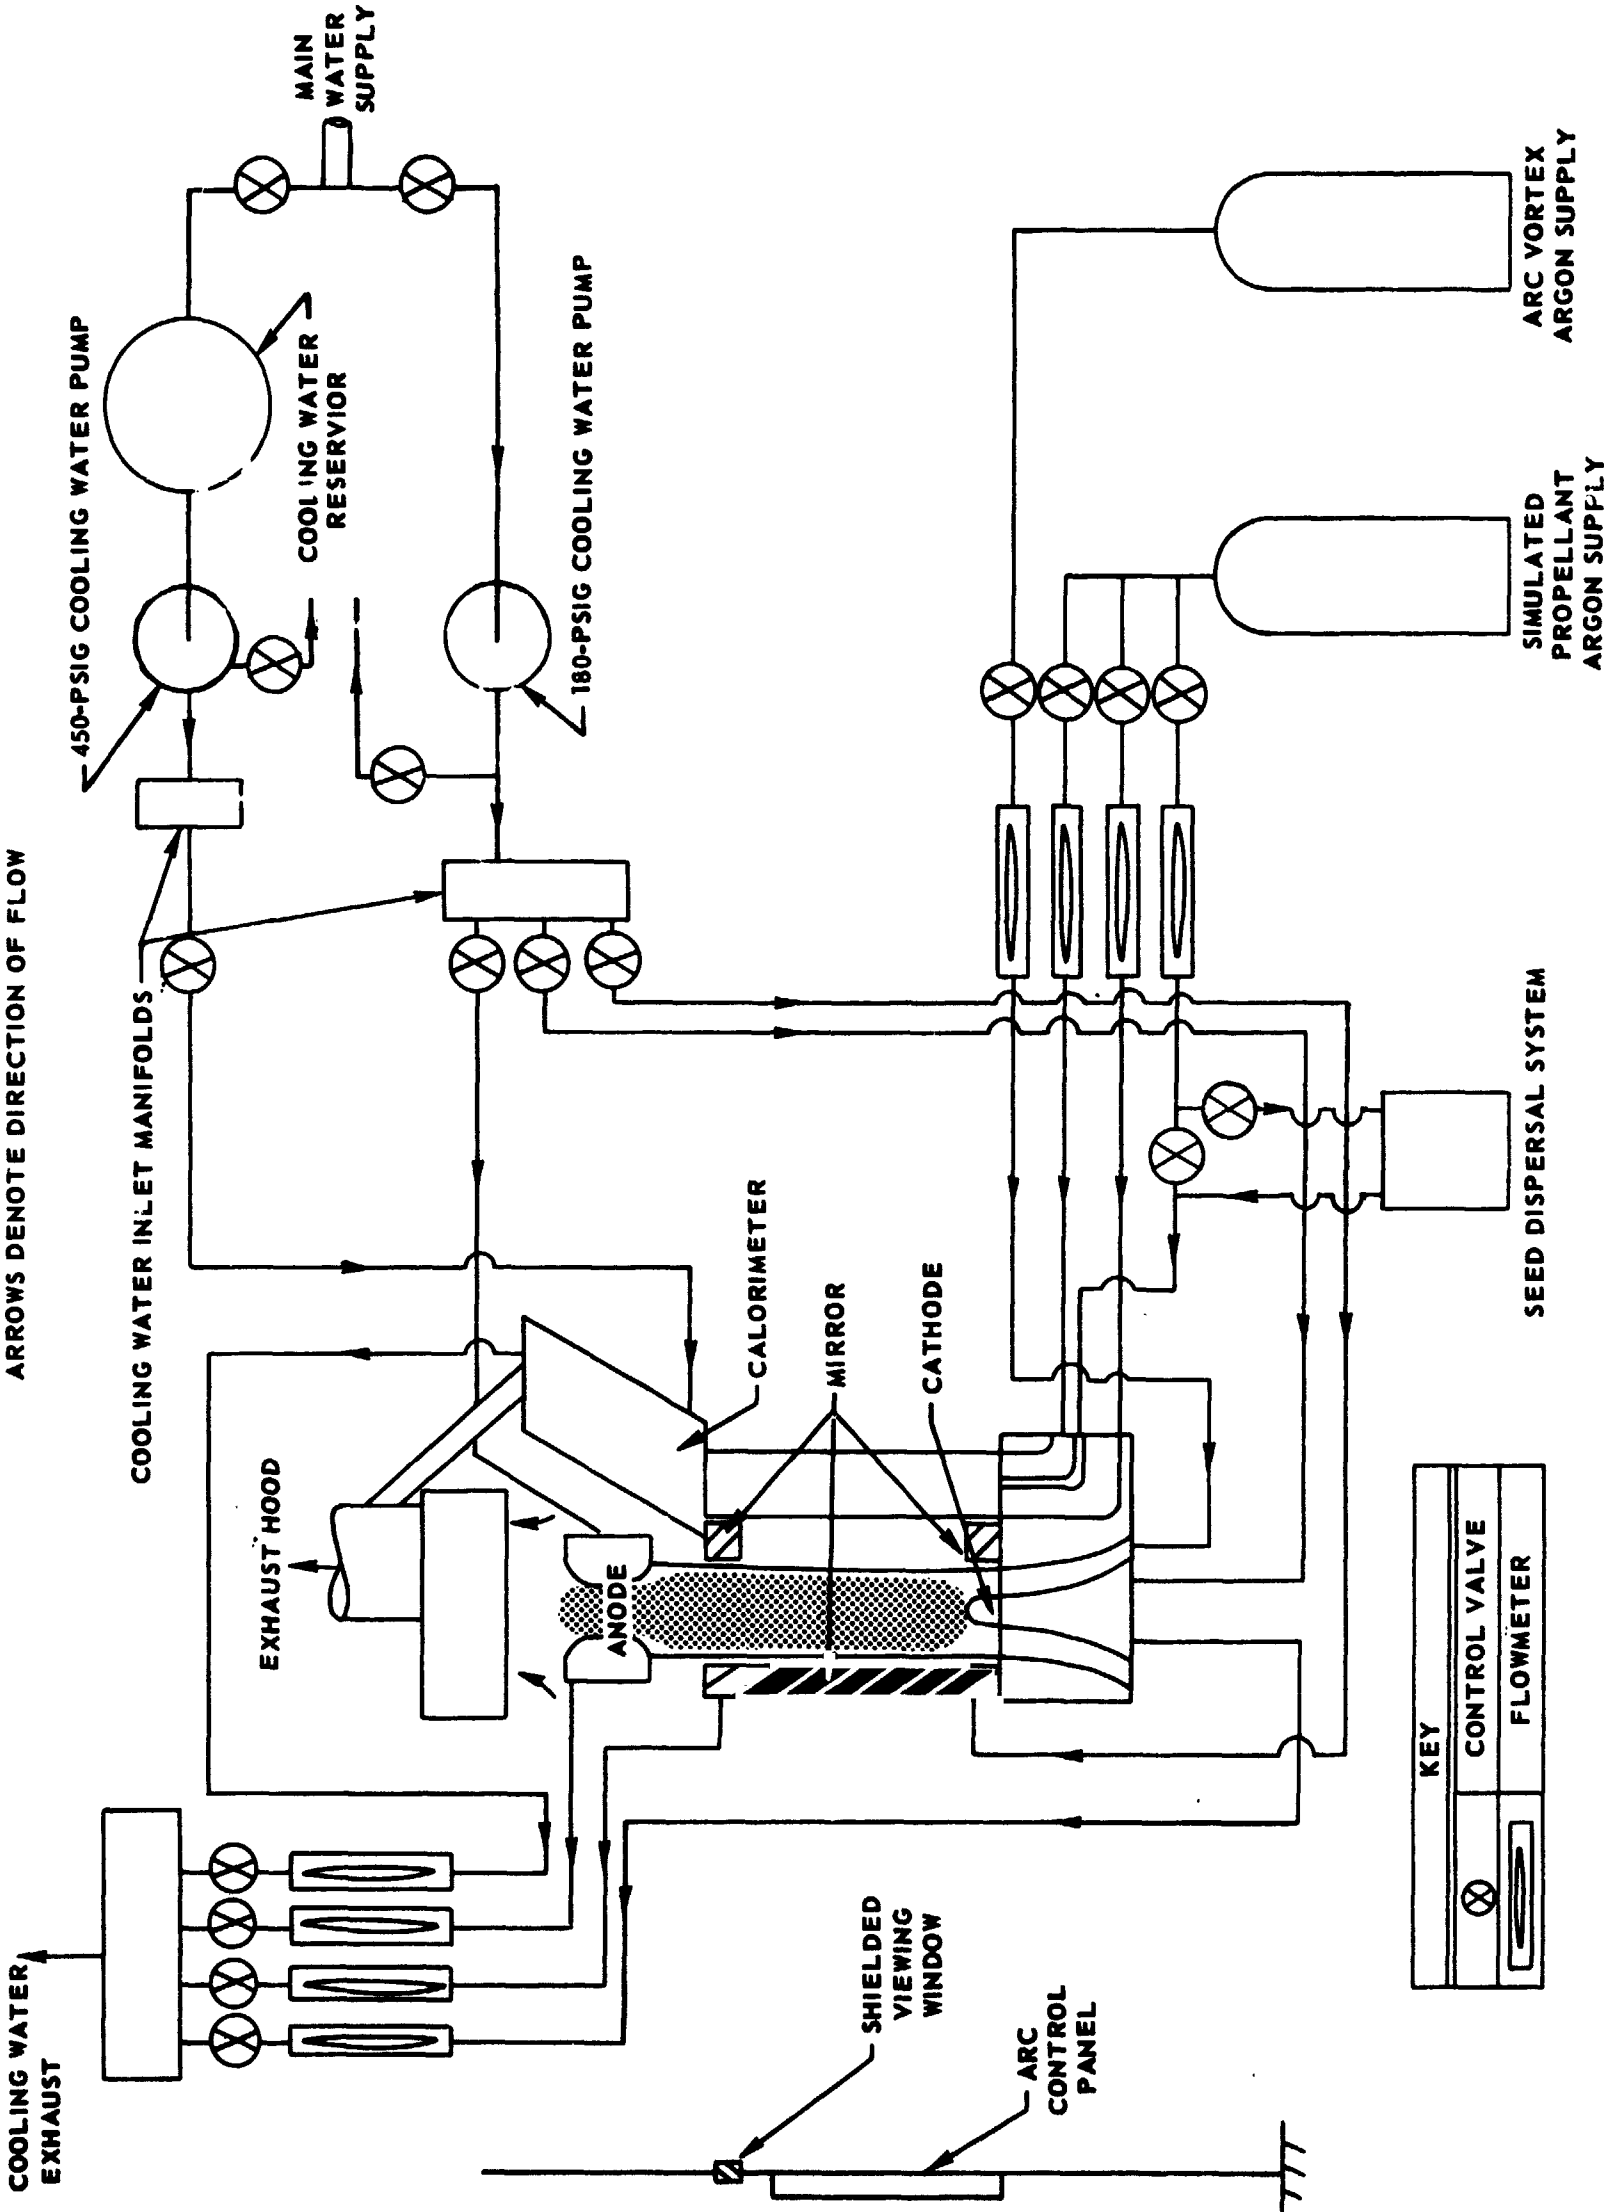 ARROWS DENOTE DIRECTION OF FLOW
COOLING WATER
EXHAUST
EXHAUST HOOD
COOLING WATER INLET MANIFOLDS
450-PSIG COOLING WATER PUMP
MAIN
WATER
SUPPLY
COOLING WATER
RESERVIOR
180-PSIG COOLING WATER PUMP
ANODE
CALORIMETER
MIRROR
CATHODE
SHIELDED
VIEWING
WINDOW
ARC
CONTROL
PANEL
SEED DISPERSAL SYSTEM
SIMULATED
PROPELLANT
ARGON SUPPLY
ARC VORTEX
ARGON SUPPLY
KEY
CONTROL VALVE
FLOWMETER